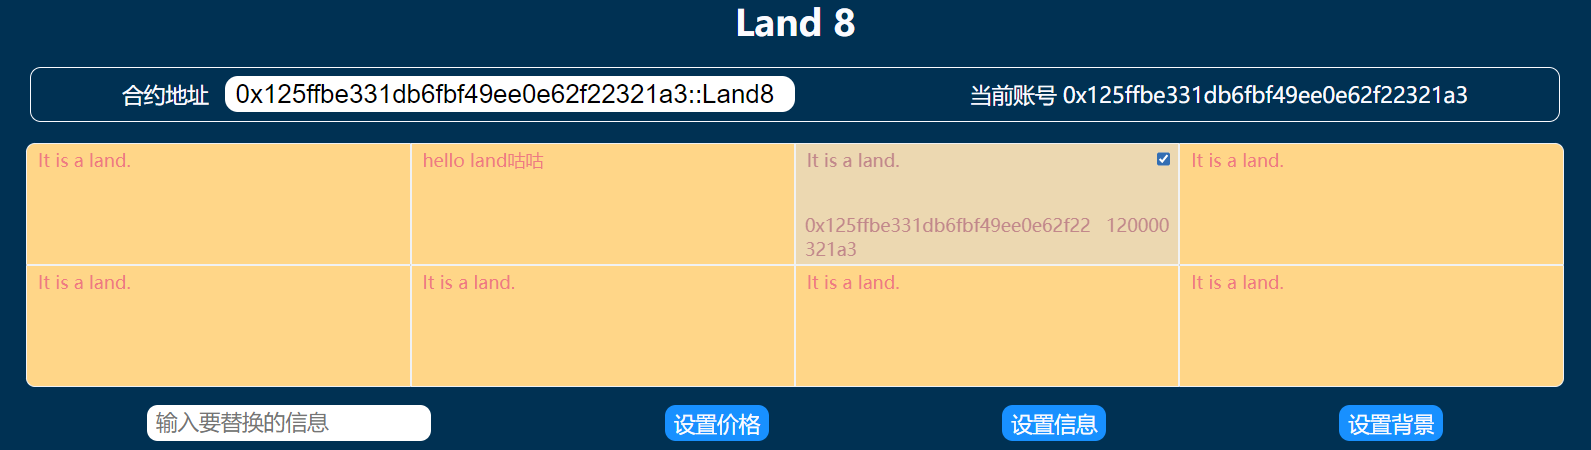 Land 8
合约地址 0x125ffbe331db6fbf49ee0e62f22321a3::Land8 当前账号 0x125ffbe331db6fbf49ee0e62f22321a3
It is a land. hello land咕咕 It is a land. It is a land.
0x125ffbe331db6fbf49ee0e62f22 120000
321a3
It is a land. It is a land. It is a land. It is a land.
输入要替换的信息 设置价格 设置信息 设置背景